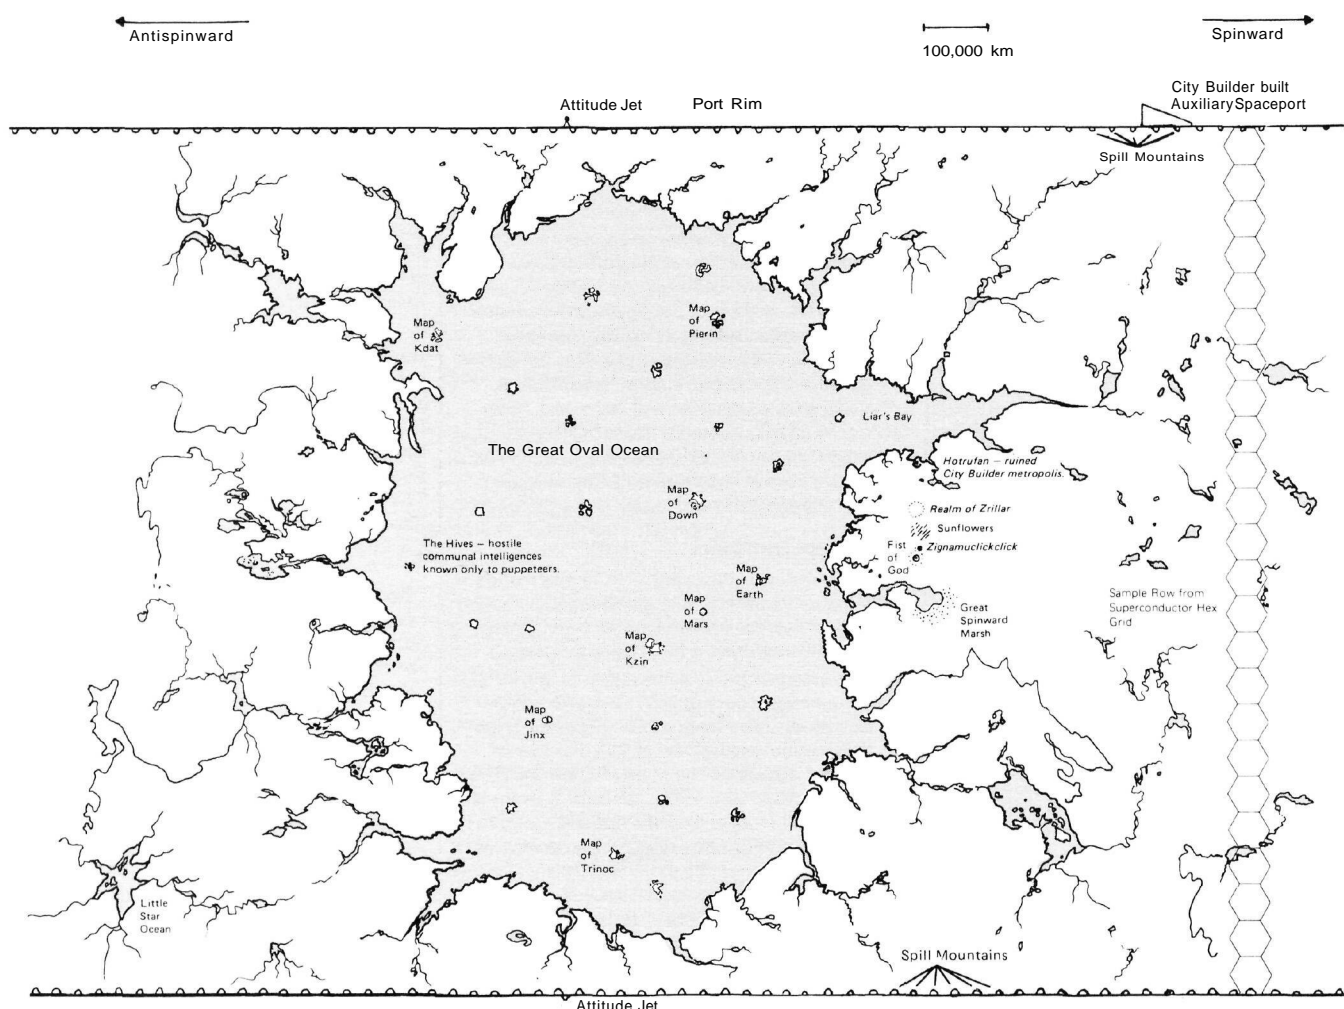 Antispinward
100,000 km
Spinward
City Builder built
Auxiliary Spaceport
Attitude Jet
Port Rim
Spill Mountains
Map
of
Kdat
Map
of
Pierin
Liar's Bay
The Great Oval Ocean
Hotrufan – ruined
City Builder metropolis.
Map
of
Down
Realm of Zrillar
Sunflowers
Zignamuclickclick
Fist
of
God
The Hives – hostile
communal intelligences
known only to puppeteers.
Map
of
Earth
Map
of
Mars
Great
Spinward
Marsh
Sample Row from
Superconductor Hex
Grid
Map
of
Kzin
Map
of
Jinx
Map
of
Trinoc
Little
Star
Ocean
Spill Mountains
Attitude Jet